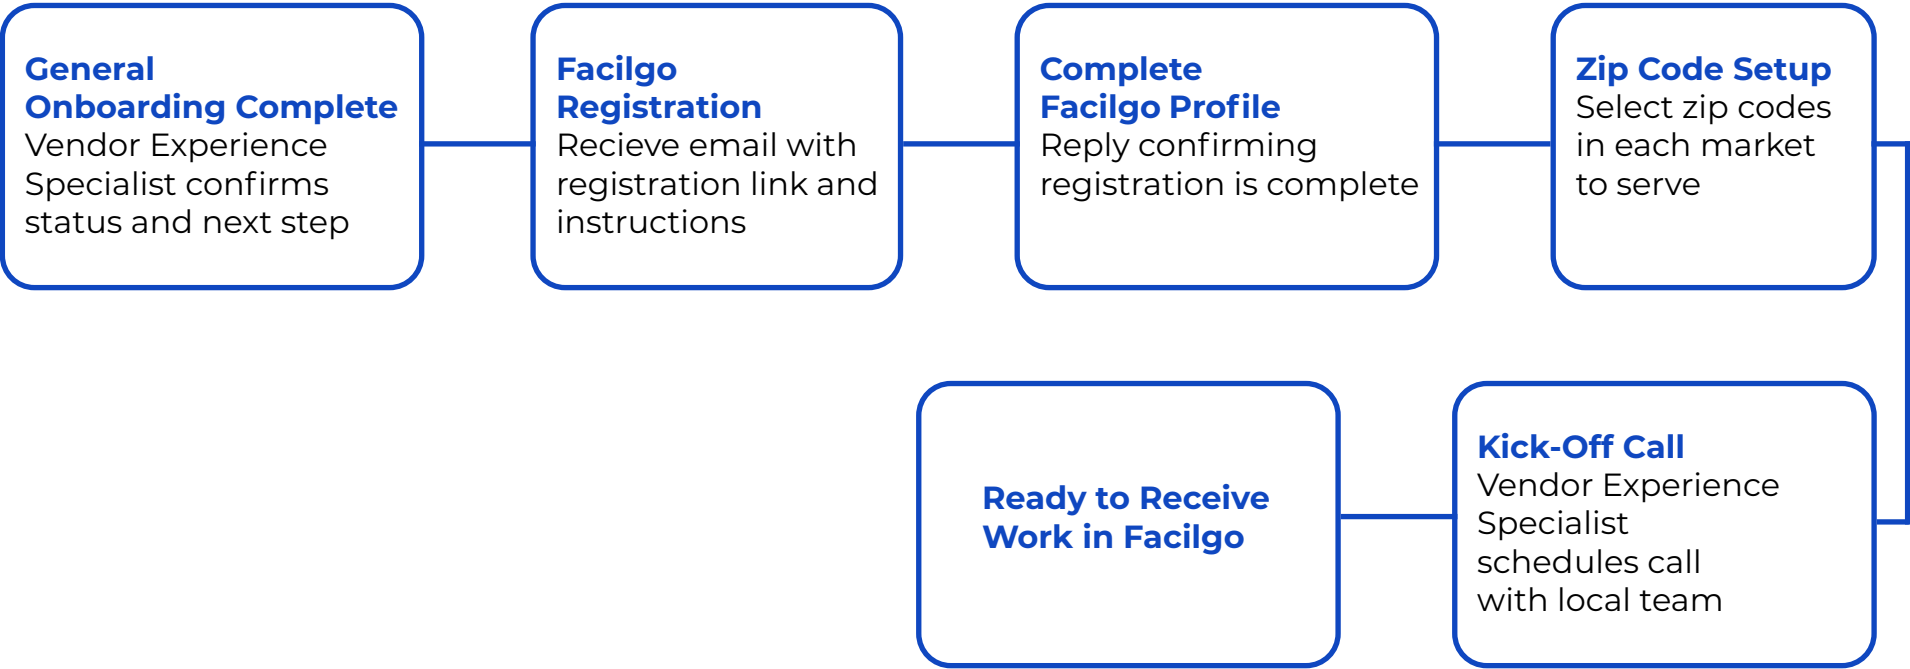 General
Onboarding Complete
Vendor Experience
Specialist confirms
status and next step
Facilgo
Registration
Recieve email with
registration link and
instructions
Complete
Facilgo Profile
Reply confirming
registration is complete
Zip Code Setup
Select zip codes
in each market
to serve
Kick-Off Call
Vendor Experience
Specialist
schedules call
with local team
Ready to Receive
Work in Facilgo